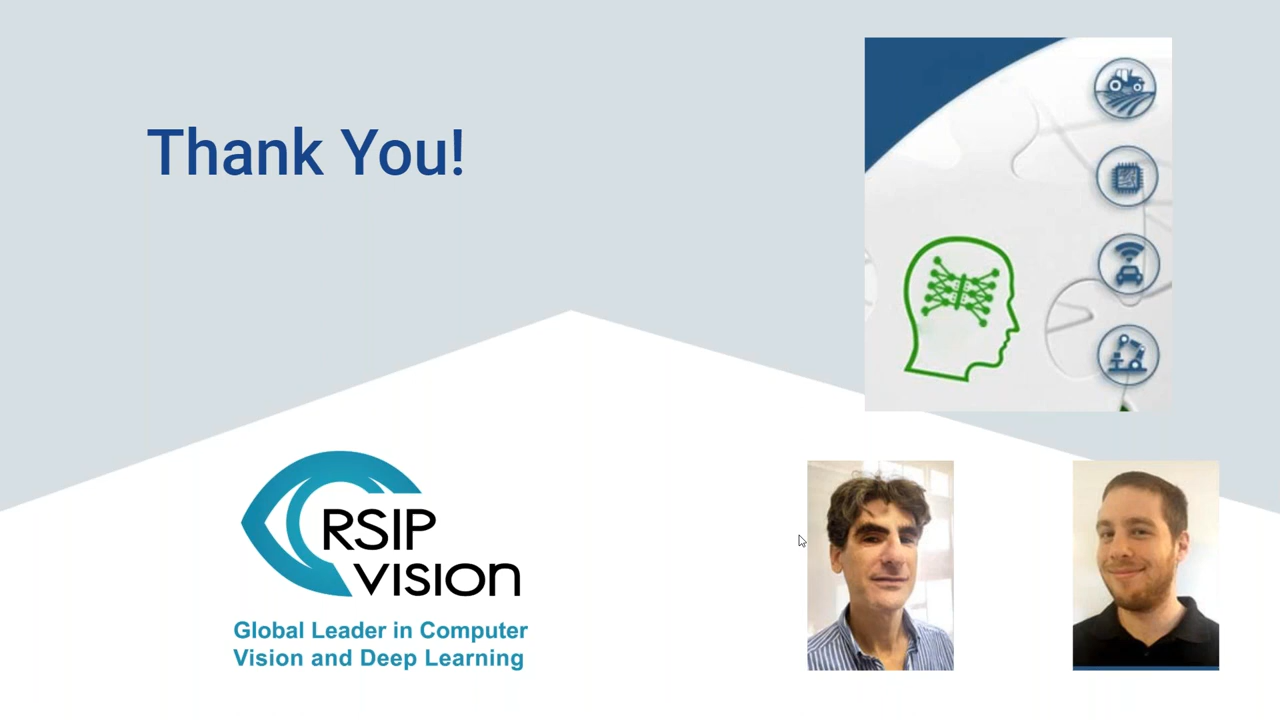 Thank You!
RSIP
VISION
Global Leader in Computer
Vision and Deep Learning